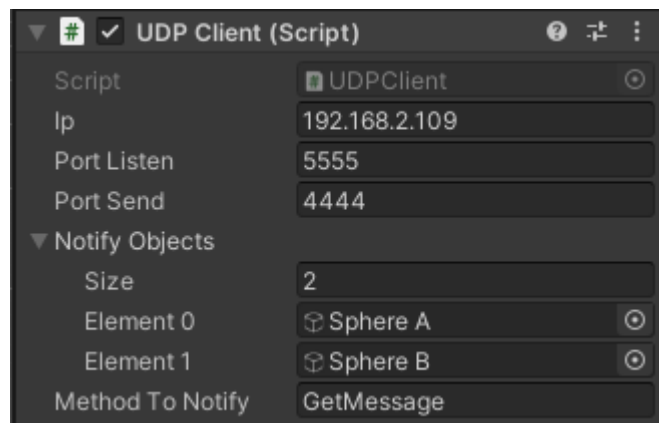 UDP Client (Script)
Script UDPClient
Ip 192.168.2.109
Port Listen 5555
Port Send 4444
Notify Objects
Size 2
Element 0 Sphere A
Element 1 Sphere B
Method To Notify GetMessage